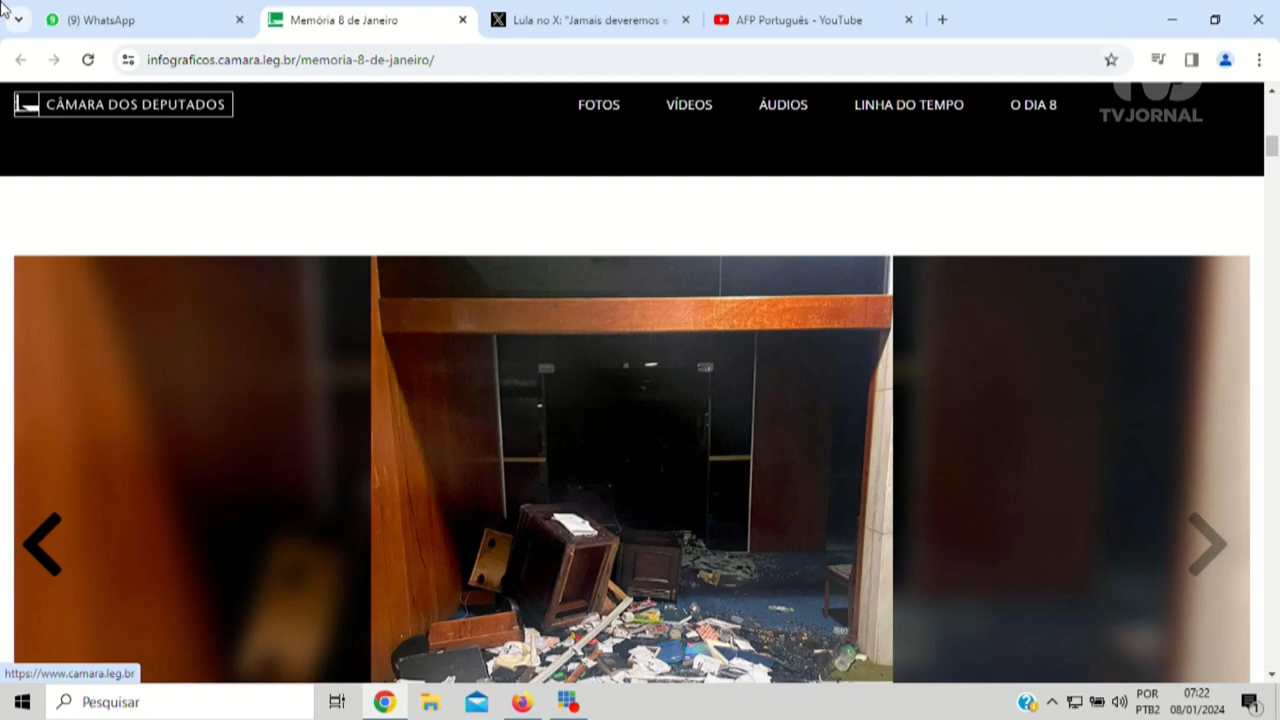 (9) WhatsApp
Memória 8 de Janeiro
Lula no X: "Jamais deveremos
AFP Português - YouTube
infograficos.camara.leg.br/memoria-8-de-janeiro/
CÂMARA DOS DEPUTADOS
FOTOS
VÍDEOS
ÁUDIOS
LINHA DO TEMPO
O DIA 8
TVJORNAL
https://www.camara.leg.br
Pesquisar
POR
PTB2
07:22
08/01/2024